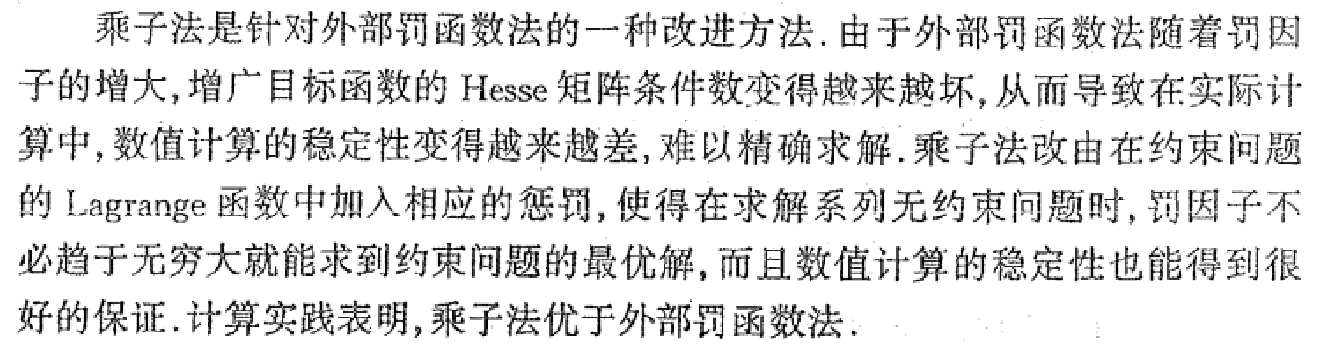 乘子法是针对外部罚函数法的一种改进方法.由于外部罚函数法随着罚因
子的增大,增广目标函数的 Hesse 矩阵条件数变得越来越坏,从而导致在实际计
算中,数值计算的稳定性变得越来越差,难以精确求解.乘子法改由在约束问题
的 Lagrange 函数中加入相应的惩罚,使得在求解系列无约束问题时,罚因子不
必趋于无穷大就能求到约束问题的最优解,而且数值计算的稳定性也能得到很
好的保证.计算实践表明,乘子法优于外部罚函数法.